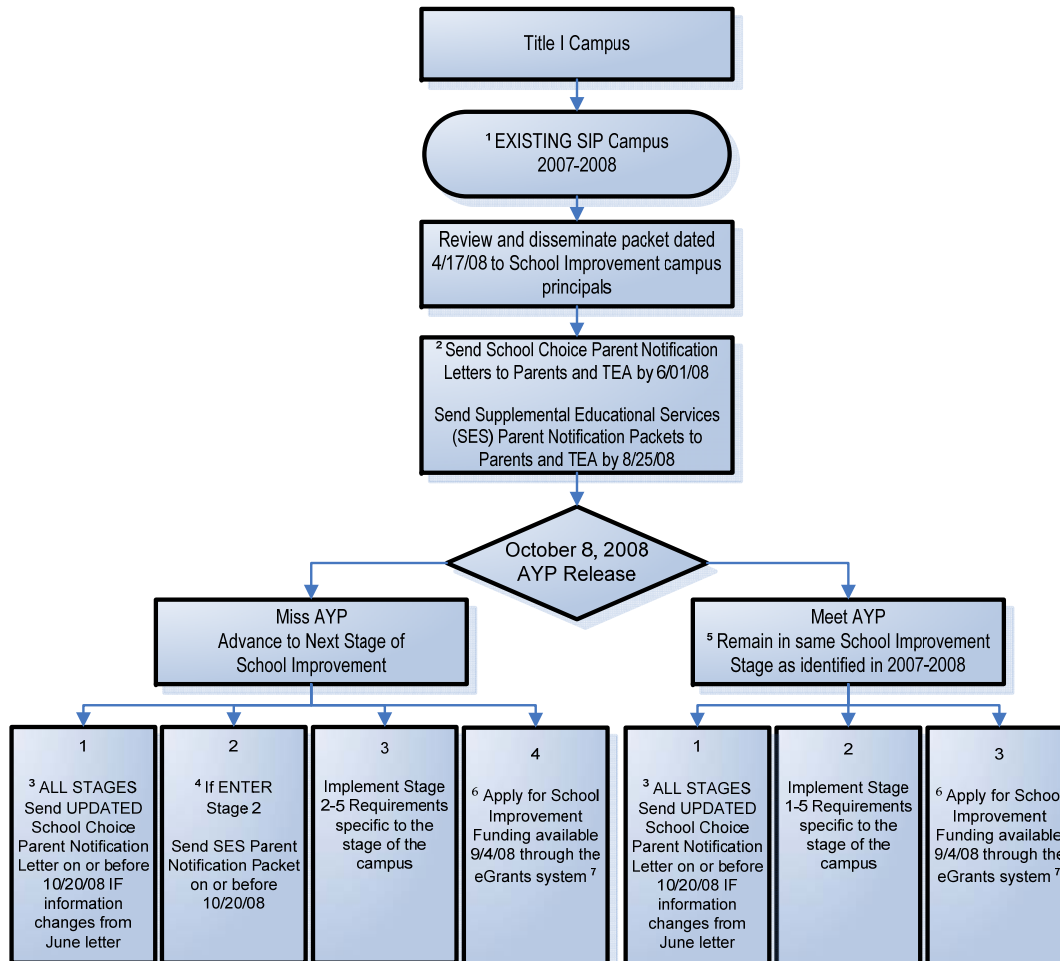 Title I Campus
¹ EXISTING SIP Campus
2007-2008
Review and disseminate packet dated
4/17/08 to School Improvement campus
principals
² Send School Choice Parent Notification
Letters to Parents and TEA by 6/01/08
Send Supplemental Educational Services
(SES) Parent Notification Packets to
Parents and TEA by 8/25/08
October 8, 2008
AYP Release
Miss AYP
Advance to Next Stage of
School Improvement
Meet AYP
⁵ Remain in same School Improvement
Stage as identified in 2007-2008
1
³ ALL STAGES
Send UPDATED
School Choice
Parent Notification
Letter on or before
10/20/08 IF
information
changes from
June letter
2
⁴ If ENTER
Stage 2
Send SES Parent
Notification Packet
on or before
10/20/08
3
Implement Stage
2-5 Requirements
specific to the
stage of the
campus
4
⁶ Apply for School
Improvement
Funding available
9/4/08 through the
eGrants system ⁷
1
³ ALL STAGES
Send UPDATED
School Choice
Parent Notification
Letter on or before
10/20/08 IF
information
changes from
June letter
2
Implement Stage
1-5 Requirements
specific to the
stage of the
campus
3
⁶ Apply for School
Improvement
Funding available
9/4/08 through the
eGrants system ⁷